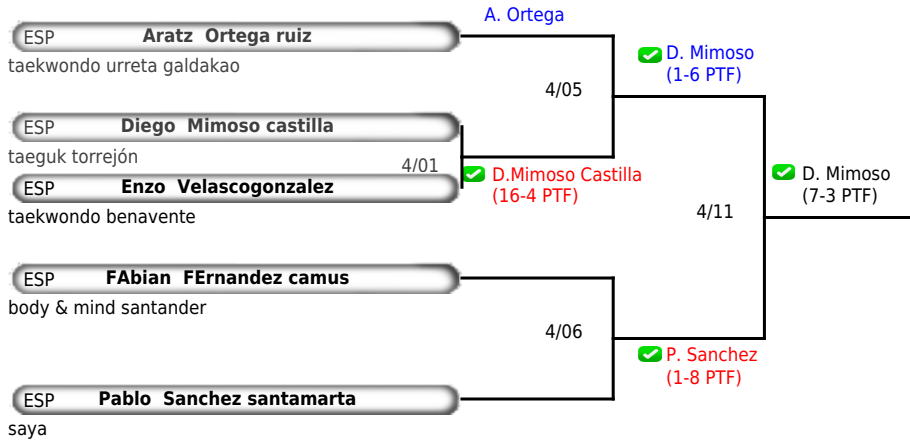 A. Ortega
ESP Aratz Ortega ruiz
taekwondo urreta galdakao
D. Mimoso
(1-6 PTF)
4/05
ESP Diego Mimoso castilla
taeguk torrejón
4/01
D.Mimoso Castilla
(16-4 PTF)
D. Mimoso
(7-3 PTF)
ESP Enzo Velascogonzalez
taekwondo benavente
4/11
ESP FAbian FErnandez camus
body & mind santander
4/06
P. Sanchez
(1-8 PTF)
ESP Pablo Sanchez santamarta
saya